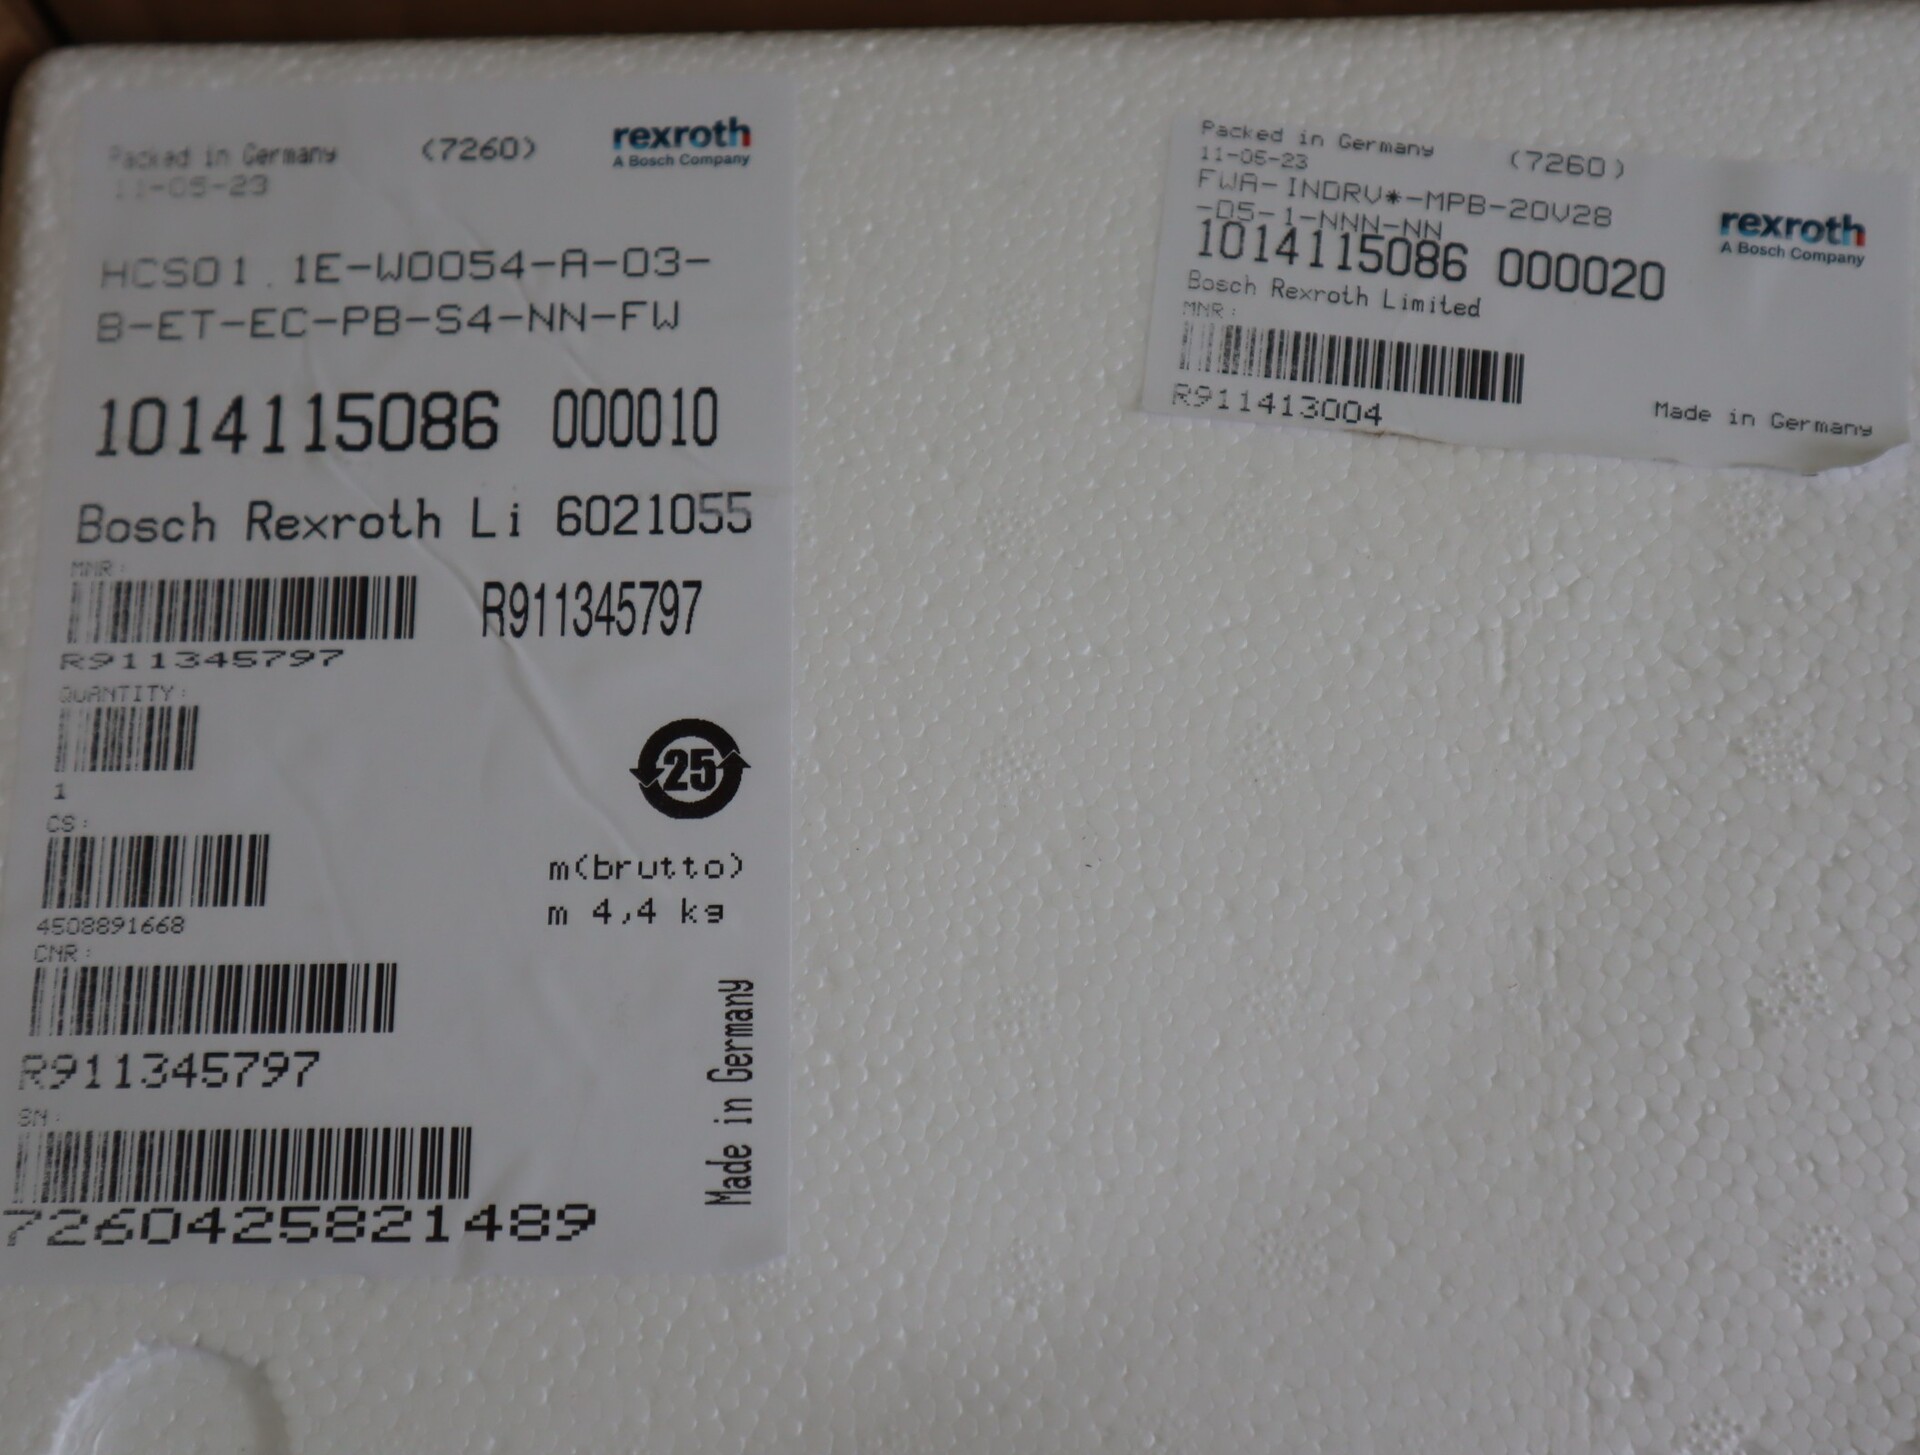 Packed in Germany (7260)
11-05-23
rexroth
A Bosch Company
HCS01.1E-W0054-A-03-
B-ET-EC-PB-S4-NN-FW
1014115086 000010
Bosch Rexroth Li 6021055
MNR:
R911345797
R911345797
QUANTITY:
1
25
CS:
4508891668
m(brutto)
m 4,4 kg
CNR:
R911345797
SN:
7260425821489
Made in Germany
Packed in Germany (7260)
11-05-23
FWA-INDRV*-MPB-20V28
-D5-1-NNN-NN
rexroth
A Bosch Company
1014115086 000020
Bosch Rexroth Limited
MNR:
R911413004
Made in Germany